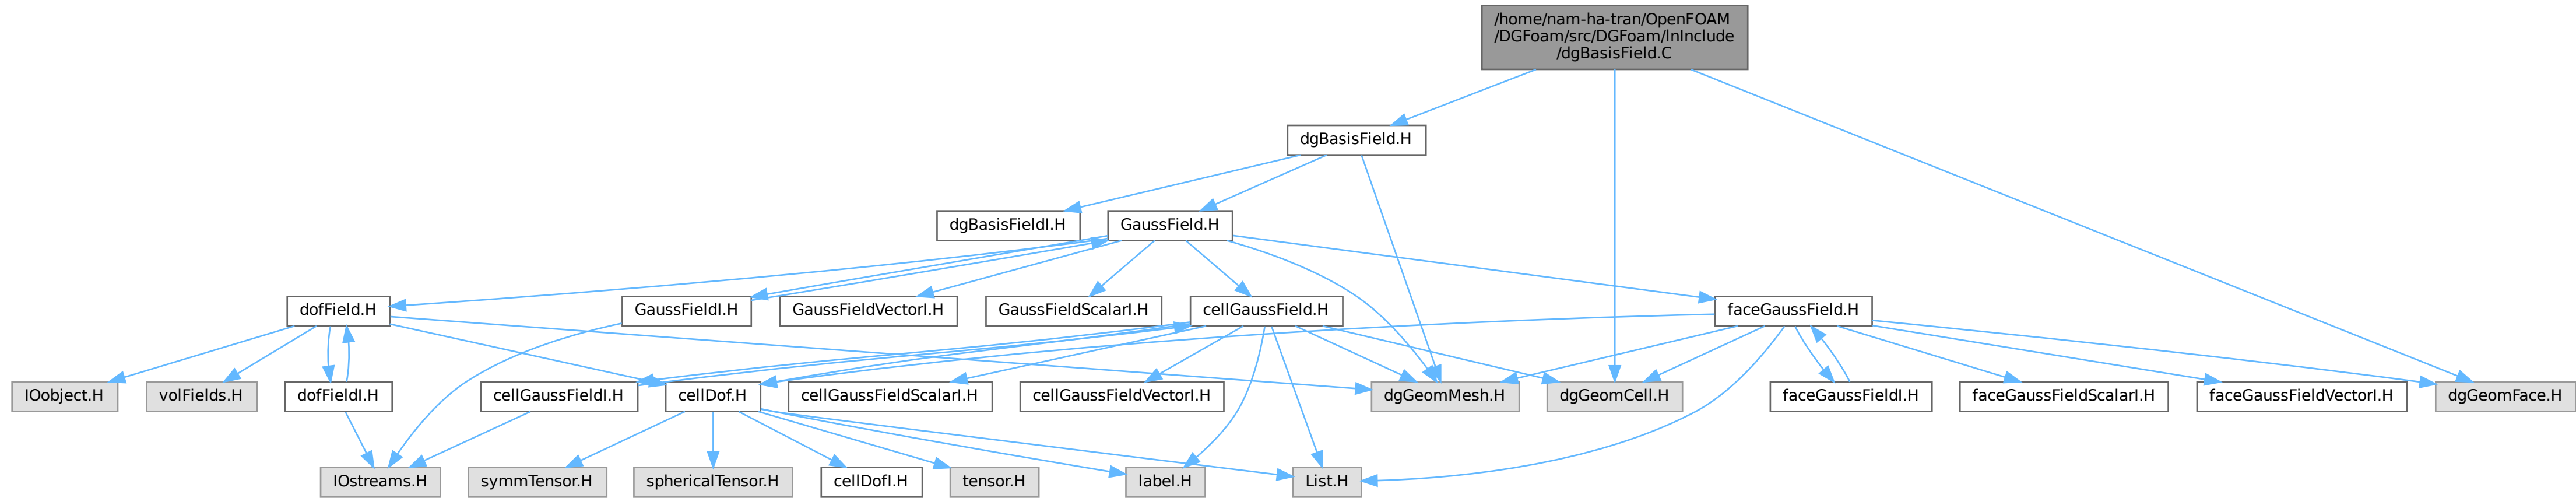 /home/nam-ha-tran/OpenFOAM
/DGFoam/src/DGFoam/lnInclude
/dgBasisField.C
dgBasisField.H
dgBasisFieldI.H
GaussField.H
dofField.H
GaussFieldI.H
GaussFieldVectorI.H
GaussFieldScalarI.H
cellGaussField.H
faceGaussField.H
IOobject.H
volFields.H
dofFieldI.H
cellGaussFieldI.H
cellDof.H
cellGaussFieldScalarI.H
cellGaussFieldVectorI.H
dgGeomMesh.H
dgGeomCell.H
faceGaussFieldI.H
faceGaussFieldScalarI.H
faceGaussFieldVectorI.H
dgGeomFace.H
IOstreams.H
symmTensor.H
sphericalTensor.H
cellDofI.H
tensor.H
label.H
List.H